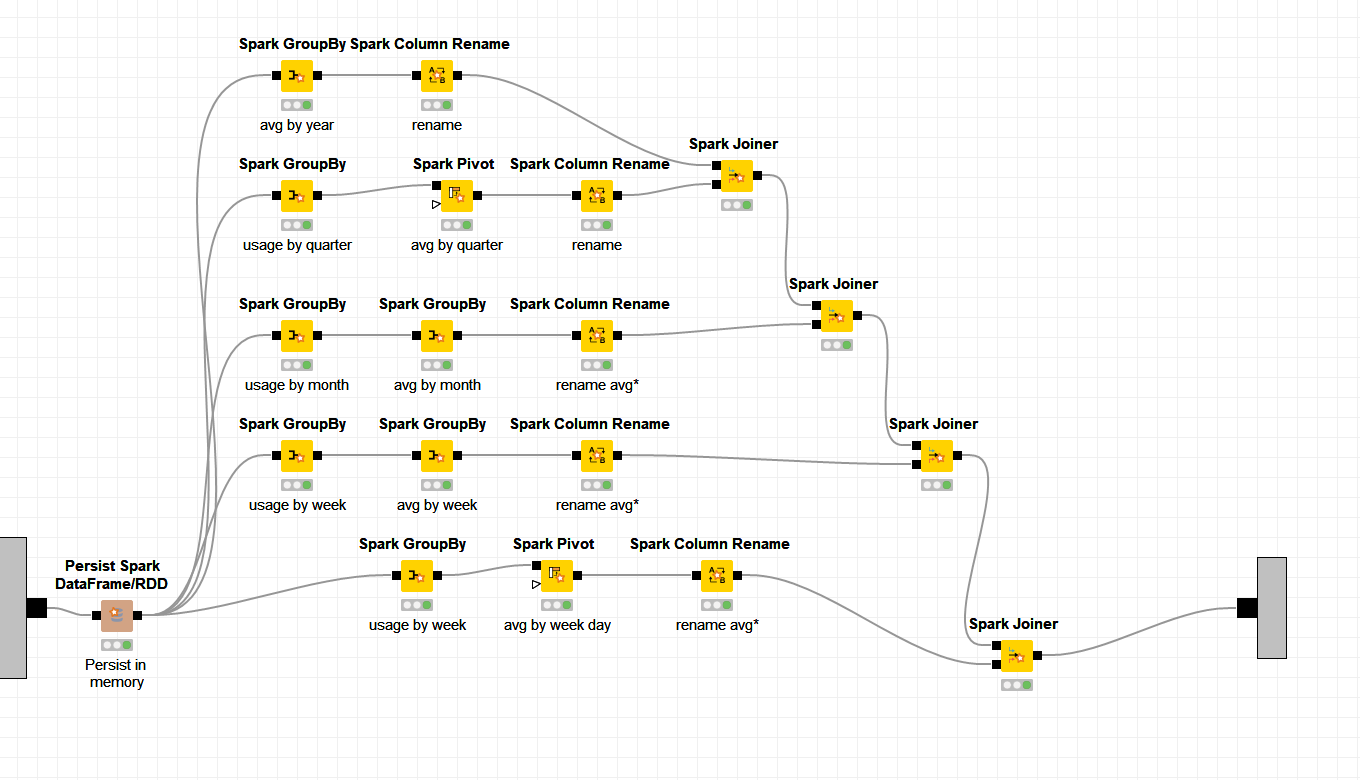 Spark GroupBy Spark Column Rename
avg by year
rename
Spark Joiner
Spark GroupBy
Spark Pivot
Spark Column Rename
usage by quarter
avg by quarter
rename
Spark Joiner
Spark GroupBy
Spark GroupBy
Spark Column Rename
usage by month
avg by month
rename avg*
Spark GroupBy
Spark GroupBy
Spark Column Rename
Spark Joiner
usage by week
avg by week
rename avg*
Spark GroupBy
Spark Pivot
Spark Column Rename
Persist Spark
DataFrame/RDD
usage by week
avg by week day
rename avg*
Spark Joiner
Persist in
memory